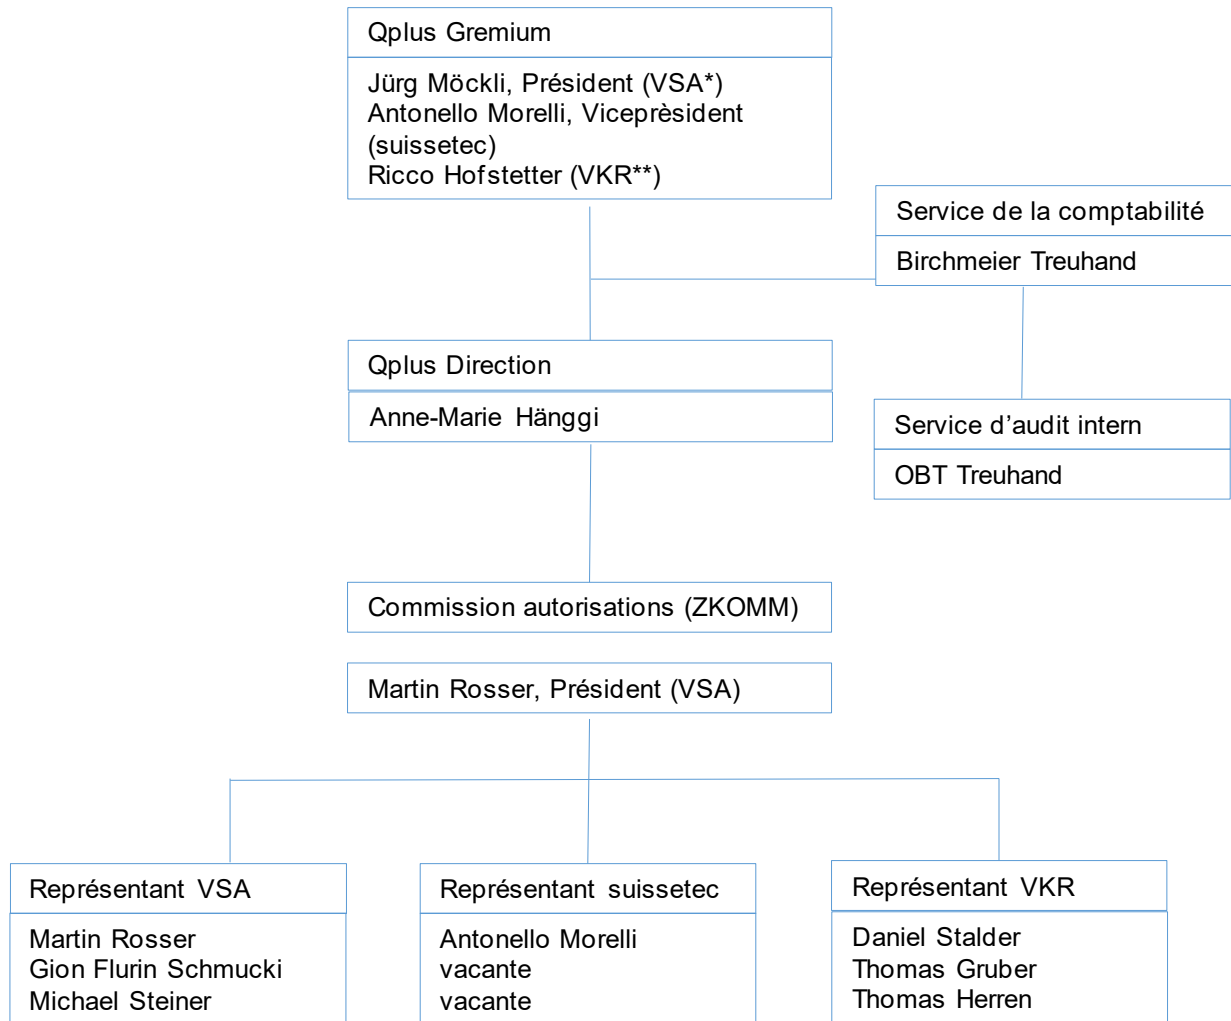 Qplus Gremium
Jürg Möckli, Président (VSA*)
Antonello Morelli, Viceprèsident
(suissetec)
Ricco Hofstetter (VKR**)
Service de la comptabilité
Birchmeier Treuhand
Qplus Direction
Anne-Marie Hänggi
Service d’audit intern
OBT Treuhand
Commission autorisations (ZKOMM)
Martin Rosser, Président (VSA)
Représentant VSA
Martin Rosser
Gion Flurin Schmucki
Michael Steiner
Représentant suissetec
Antonello Morelli
vacante
vacante
Représentant VKR
Daniel Stalder
Thomas Gruber
Thomas Herren